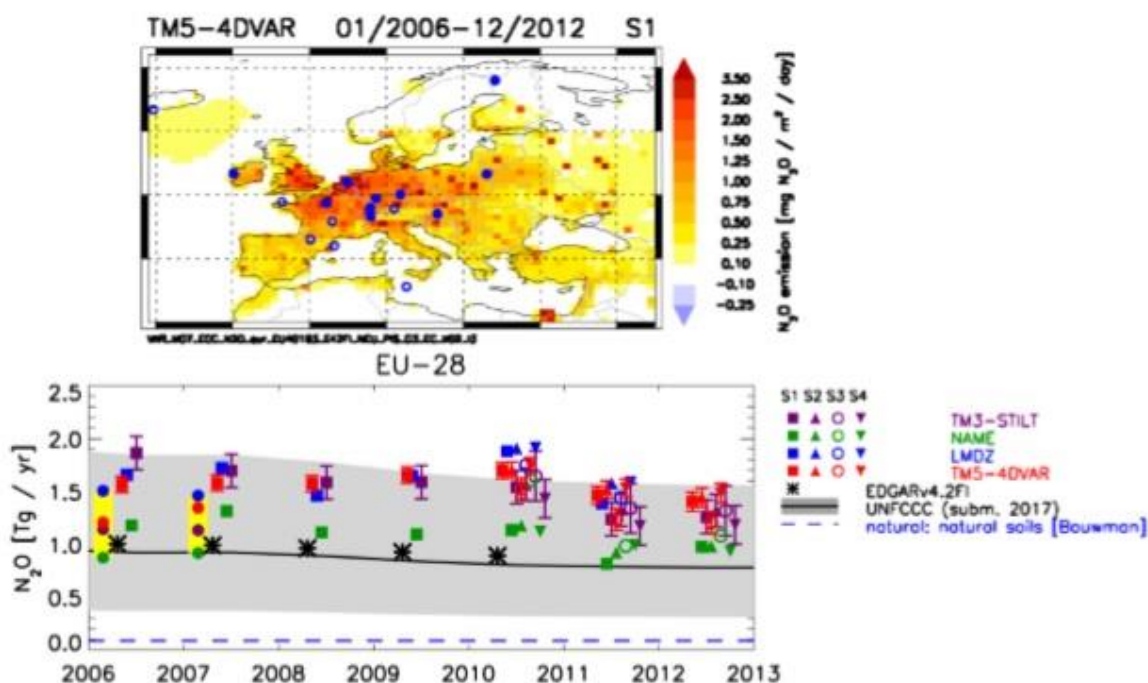 TM5-4DVAR 01/2006-12/2012 S1
3.50
2.50
2.00
1.50
1.25
1.00
0.75
0.50
0.25
0.10
-0.10
-0.25
N₂O emission [mg N₂O / m² / day]
EU-28
2.5
2.0
1.5
1.0
0.5
0.0
N₂O [Tg / yr]
2006 2007 2008 2009 2010 2011 2012 2013
S1 S2 S3 S4
TM3-STILT
NAME
LMDZ
TM5-4DVAR
EDGARv4.2FI
UNFCCC (subm. 2017)
natural: natural soils [Bouwman]